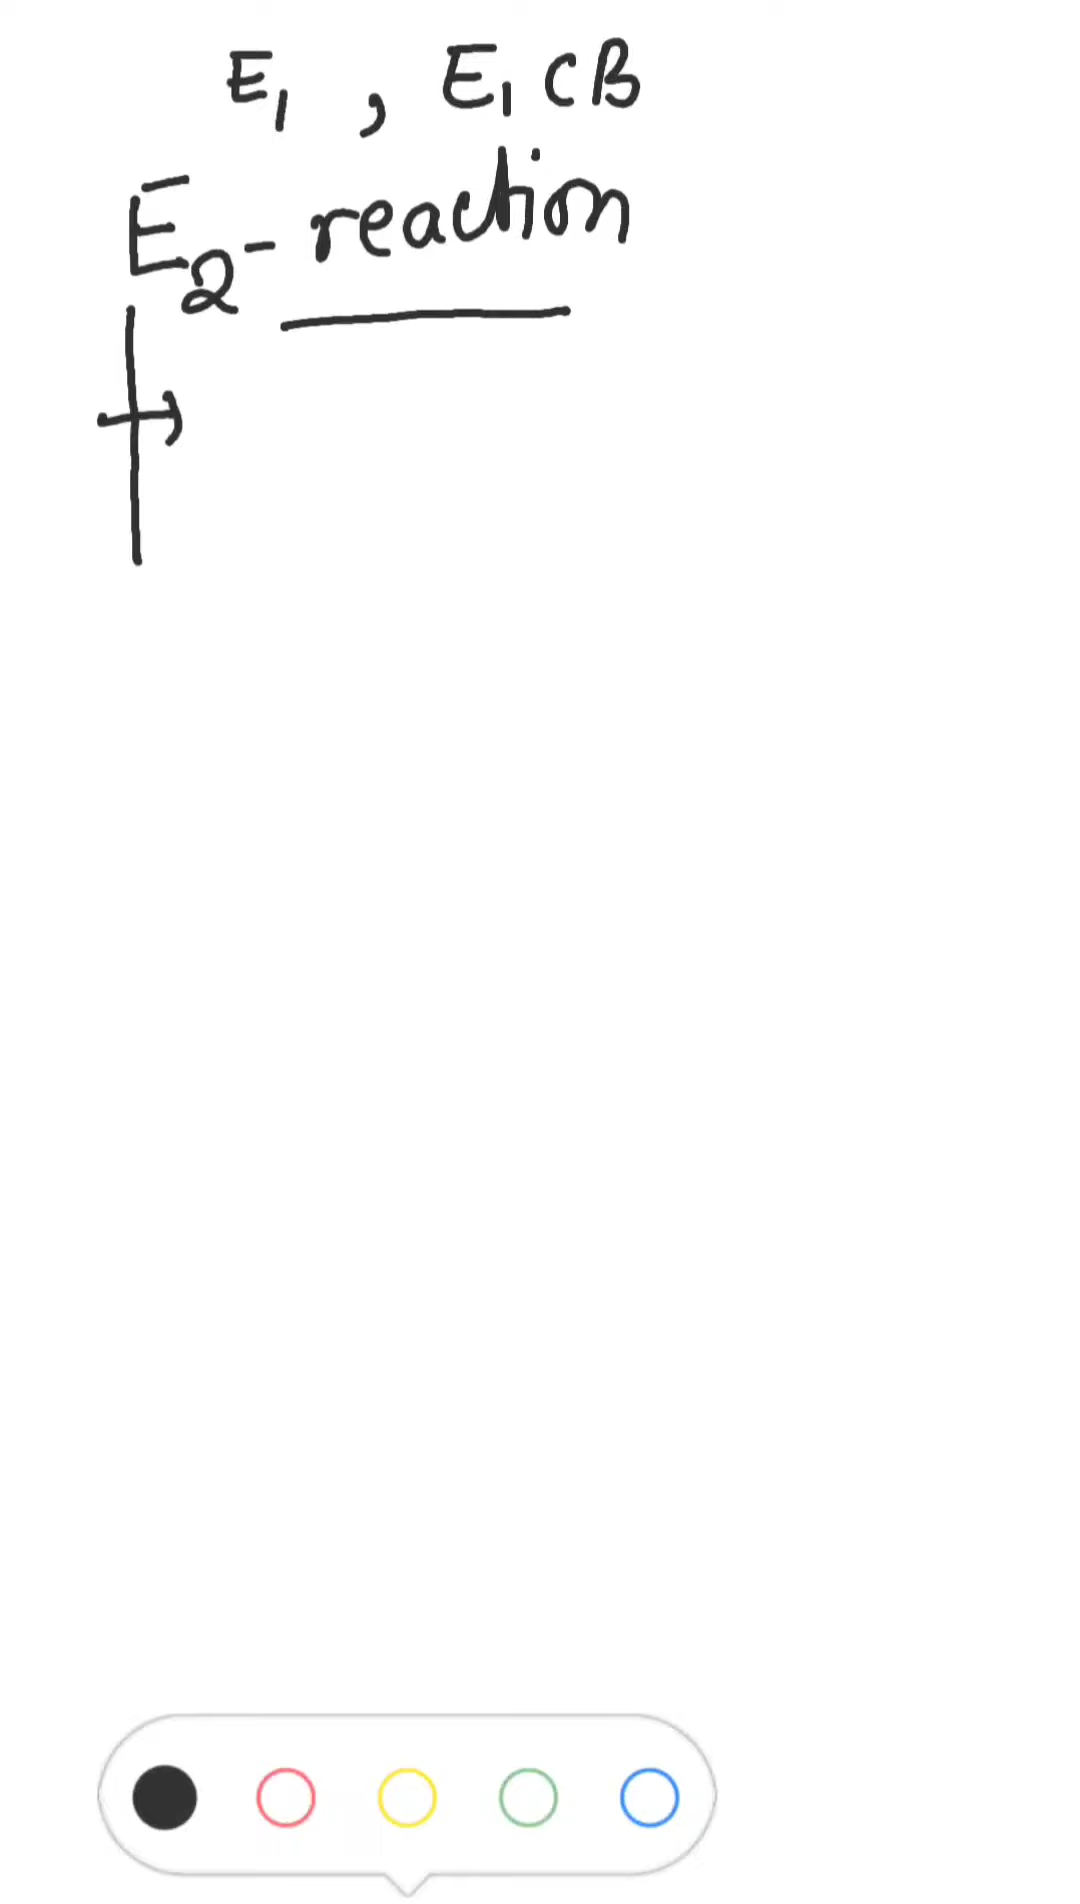 E₁ , E₁CB
E₂- reaction